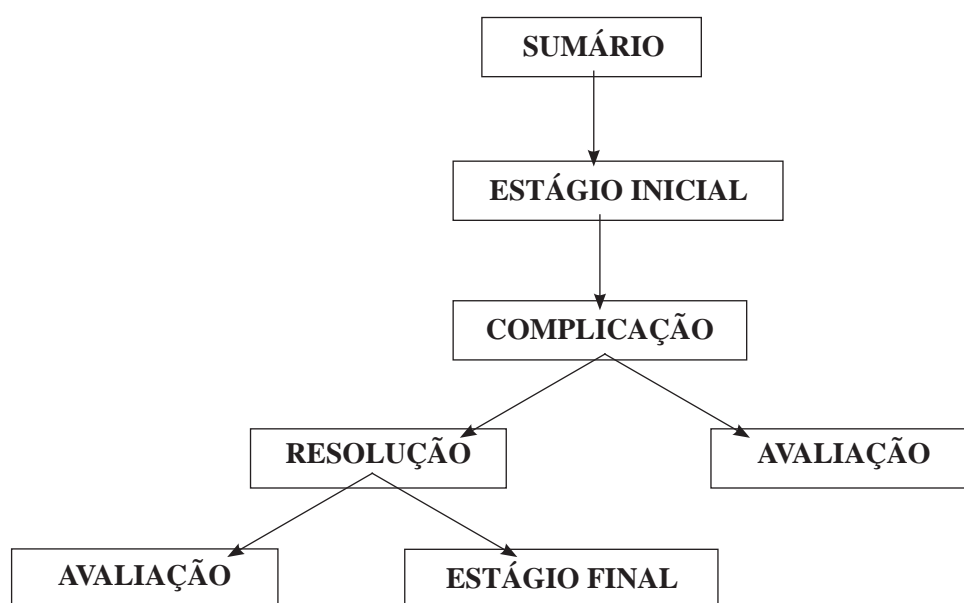 SUMÁRIO
ESTÁGIO INICIAL
COMPLICAÇÃO
RESOLUÇÃO
AVALIAÇÃO
AVALIAÇÃO
ESTÁGIO FINAL